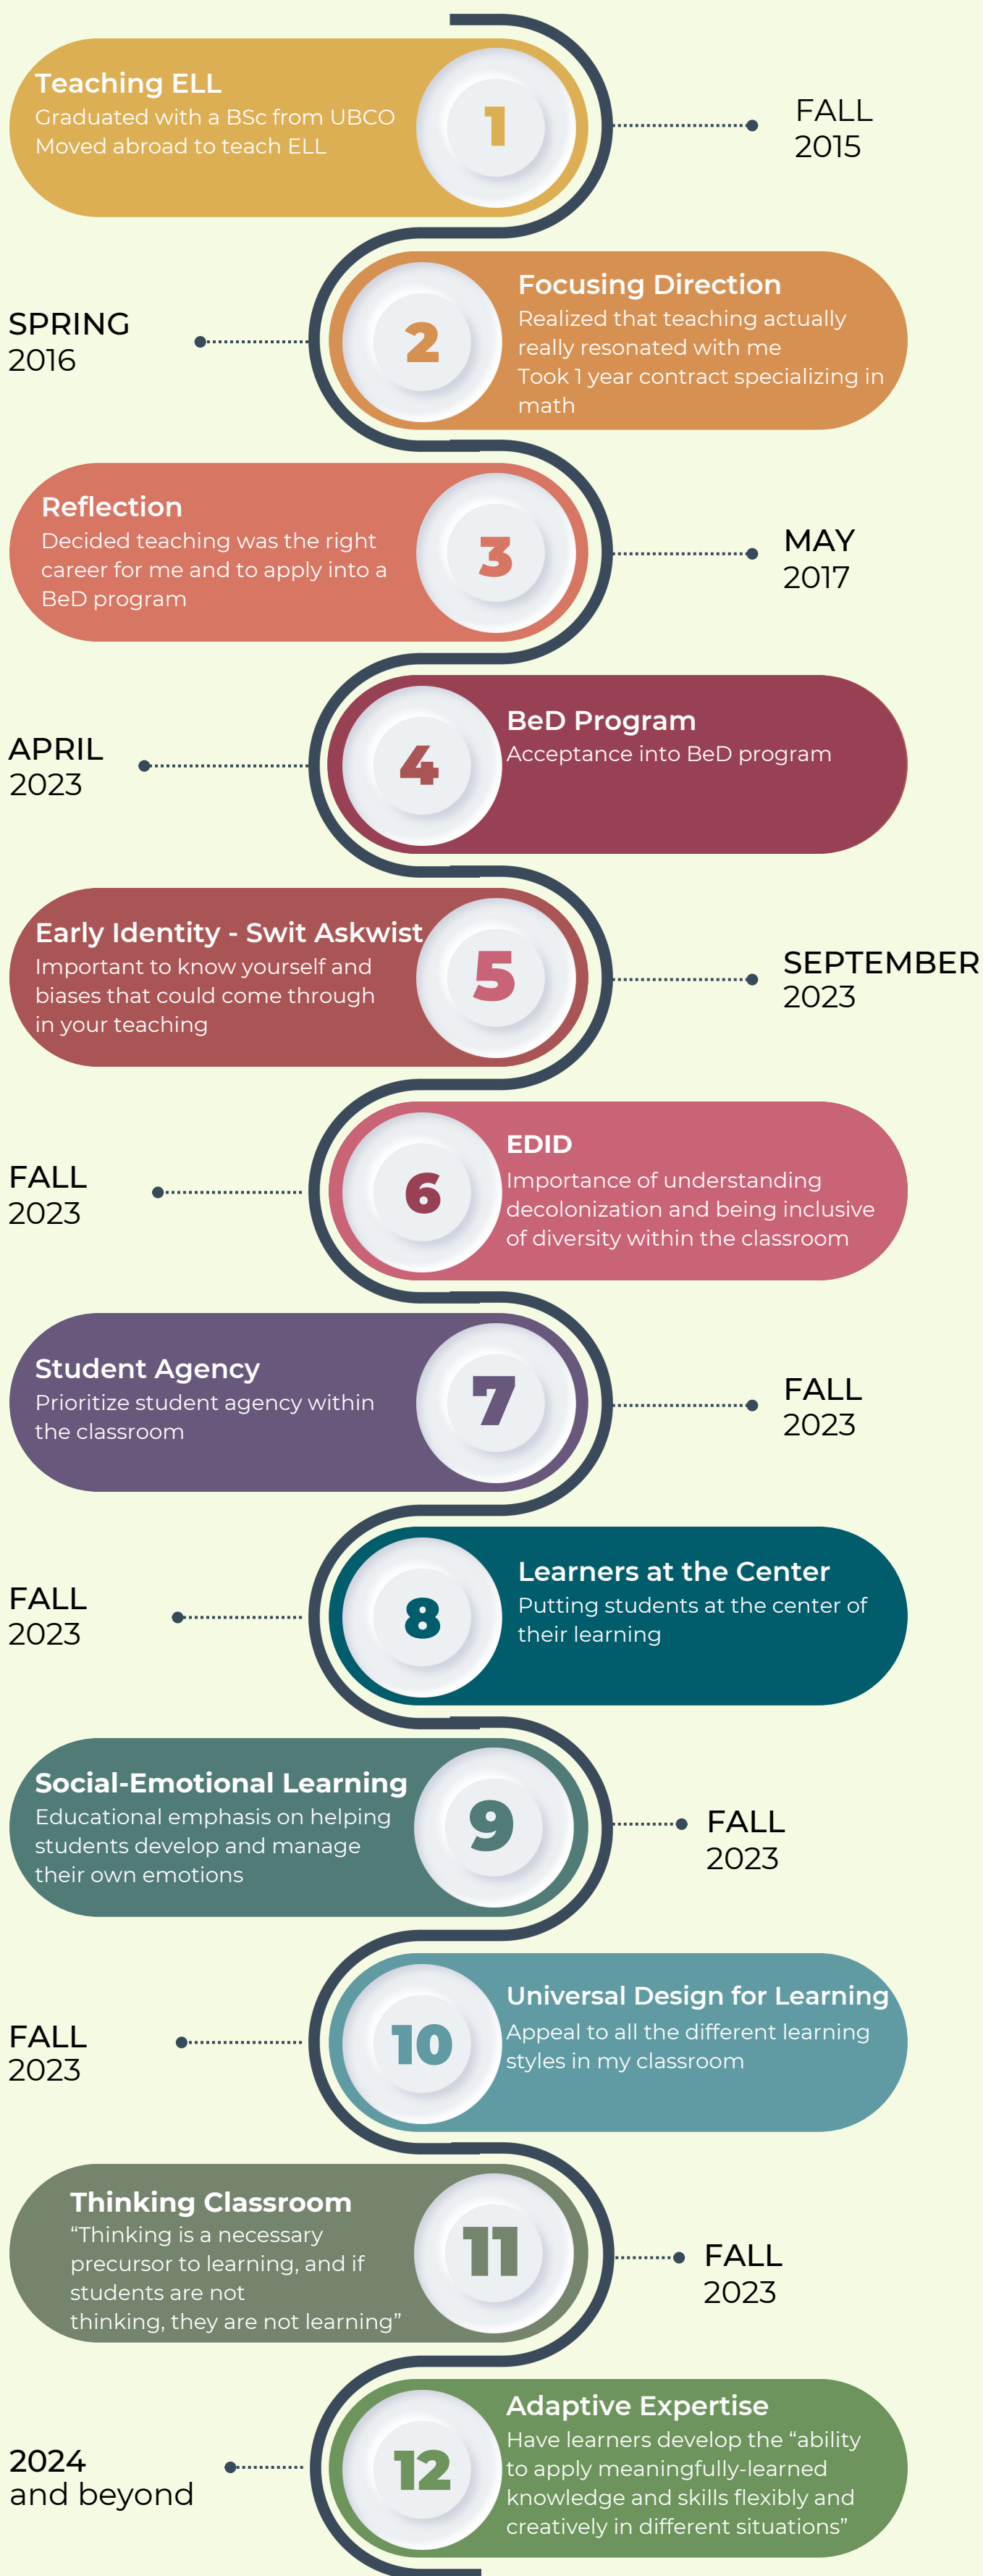 Teaching ELL
Graduated with a BSc from UBCO
Moved abroad to teach ELL
1
FALL
2015
SPRING
2016
2
Focusing Direction
Realized that teaching actually
really resonated with me
Took 1 year contract specializing in
math
Reflection
Decided teaching was the right
career for me and to apply into a
BeD program
3
MAY
2017
APRIL
2023
4
BeD Program
Acceptance into BeD program
Early Identity - Swit Askwist
Important to know yourself and
biases that could come through
in your teaching
5
SEPTEMBER
2023
FALL
2023
6
EDID
Importance of understanding
decolonization and being inclusive
of diversity within the classroom
Student Agency
Prioritize student agency within
the classroom
7
FALL
2023
FALL
2023
8
Learners at the Center
Putting students at the center of
their learning
Social-Emotional Learning
Educational emphasis on helping
students develop and manage
their own emotions
9
FALL
2023
FALL
2023
10
Universal Design for Learning
Appeal to all the different learning
styles in my classroom
Thinking Classroom
“Thinking is a necessary
precursor to learning, and if
students are not
thinking, they are not learning”
11
FALL
2023
2024
and beyond
12
Adaptive Expertise
Have learners develop the “ability
to apply meaningfully-learned
knowledge and skills flexibly and
creatively in different situations”